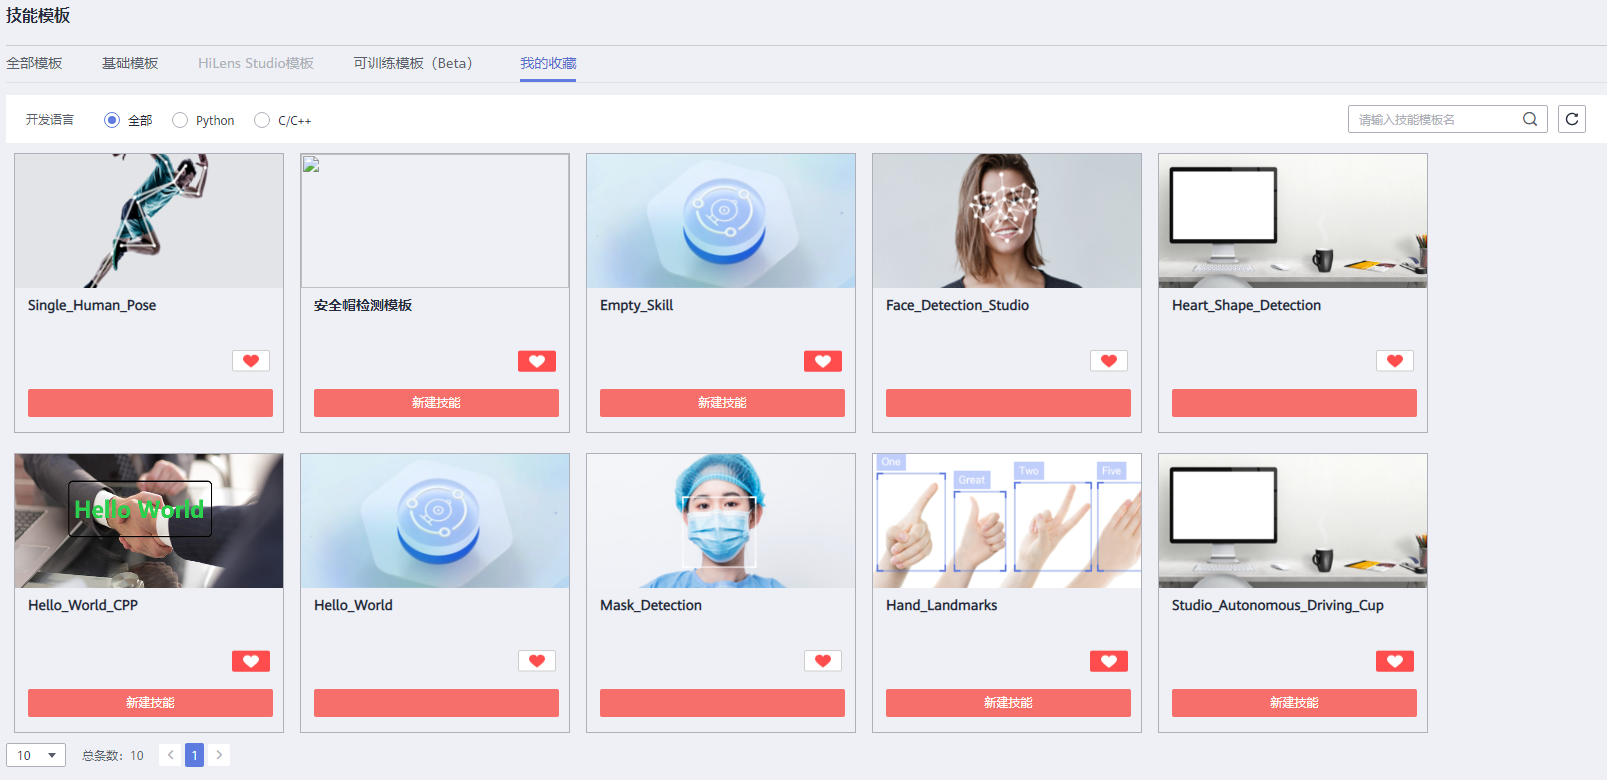 技能模板
全部模板 基础模板 HiLens Studio模板 可训练模板（Beta） 我的收藏
开发语言 全部 Python C/C++ 请输入技能模板名
Single_Human_Pose 安全帽检测模板 Empty_Skill Face_Detection_Studio Heart_Shape_Detection
新建技能 新建技能
Hello World One Great Two Five
Hello_World_CPP Hello_World Mask_Detection Hand_Landmarks Studio_Autonomous_Driving_Cup
新建技能 新建技能 新建技能
10 总条数：10 < 1 >